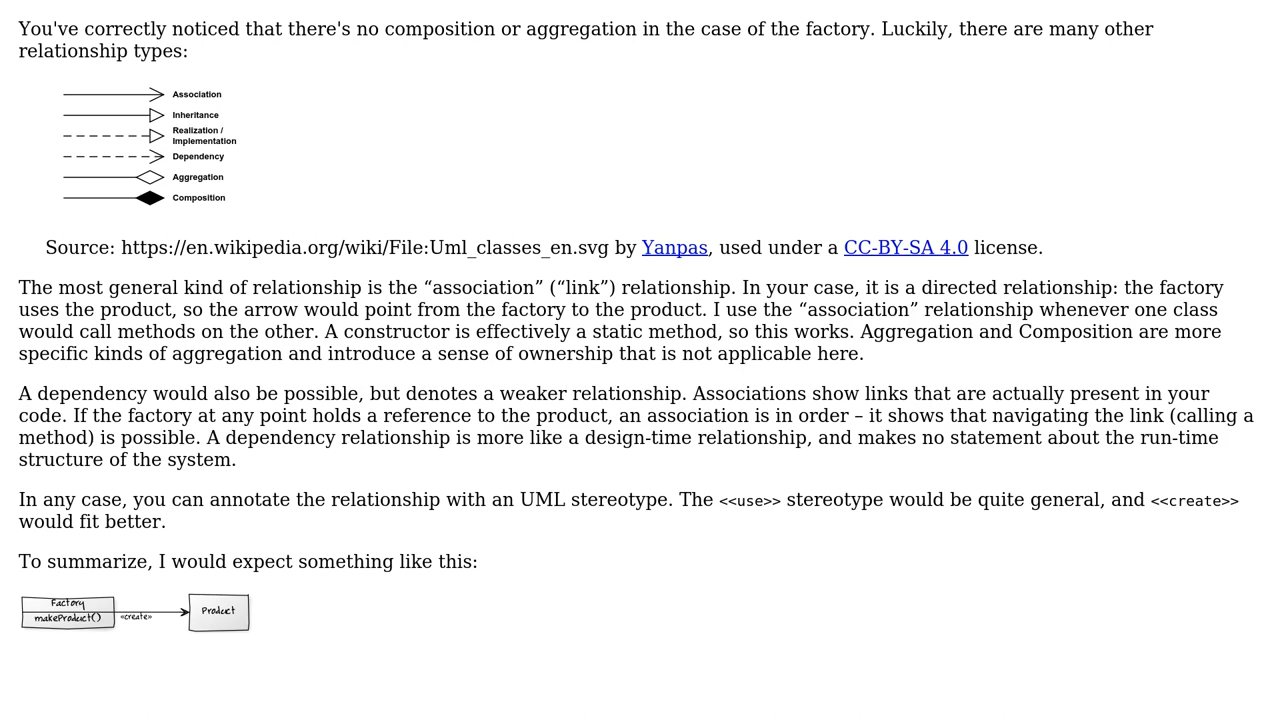 You've correctly noticed that there's no composition or aggregation in the case of the factory. Luckily, there are many other
relationship types:
Association
Inheritance
Realization /
Implementation
Dependency
Aggregation
Composition
Source: https://en.wikipedia.org/wiki/File:Uml_classes_en.svg by Yanpas, used under a CC-BY-SA 4.0 license.
The most general kind of relationship is the “association” (“link”) relationship. In your case, it is a directed relationship: the factory
uses the product, so the arrow would point from the factory to the product. I use the “association” relationship whenever one class
would call methods on the other. A constructor is effectively a static method, so this works. Aggregation and Composition are more
specific kinds of aggregation and introduce a sense of ownership that is not applicable here.
A dependency would also be possible, but denotes a weaker relationship. Associations show links that are actually present in your
code. If the factory at any point holds a reference to the product, an association is in order – it shows that navigating the link (calling a
method) is possible. A dependency relationship is more like a design-time relationship, and makes no statement about the run-time
structure of the system.
In any case, you can annotate the relationship with an UML stereotype. The <<use>> stereotype would be quite general, and <<create>>
would fit better.
To summarize, I would expect something like this:
Factory
makeProduct()
«create»
Product